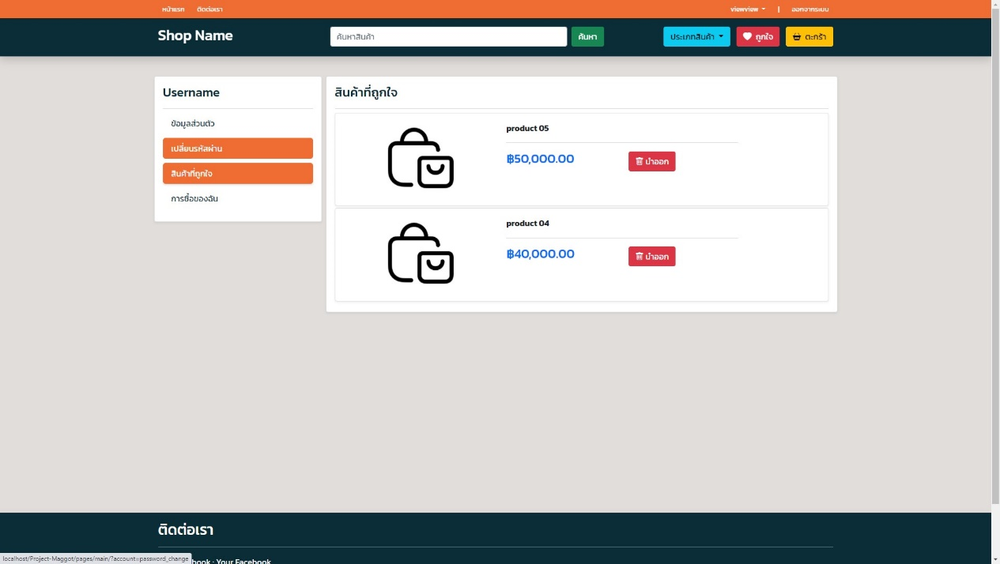 หน้าแรก ติดต่อเรา viewview | ออกจากระบบ
Shop Name ค้นหาสินค้า ค้นหา ประเภทสินค้า ถูกใจ ตะกร้า
Username
ข้อมูลส่วนตัว
เปลี่ยนรหัสผ่าน
สินค้าที่ถูกใจ
การซื้อของฉัน
สินค้าที่ถูกใจ
product 05
฿50,000.00 นำออก
product 04
฿40,000.00 นำออก
ติดต่อเรา
book : Your Facebook
localhost/Project-Maggot/pages/main/?account=password_change